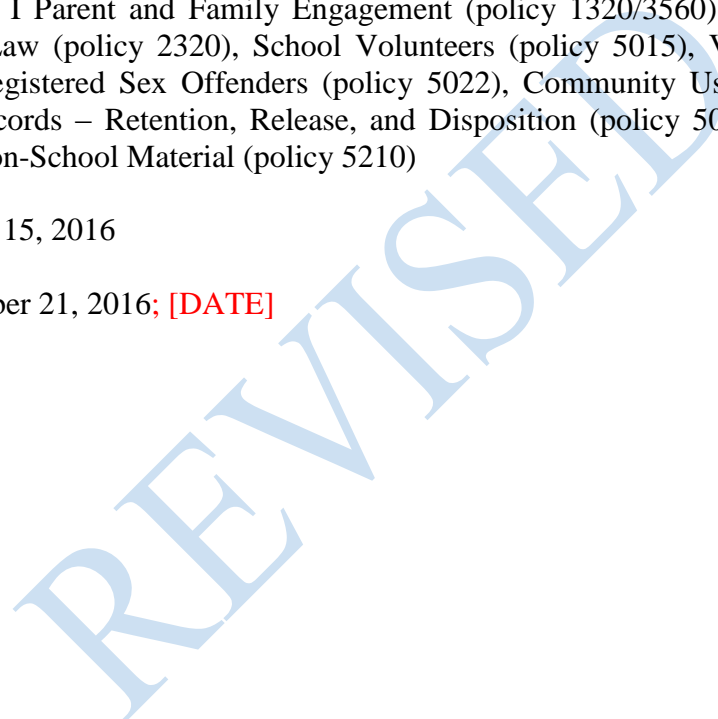 I Parent and Family Engagement (policy 1320/3560)
Law (policy 2320), School Volunteers (policy 5015), V
egistered Sex Offenders (policy 5022), Community Us
cords – Retention, Release, and Disposition (policy 50
on-School Material (policy 5210)
15, 2016
ber 21, 2016; [DATE]
REVISED